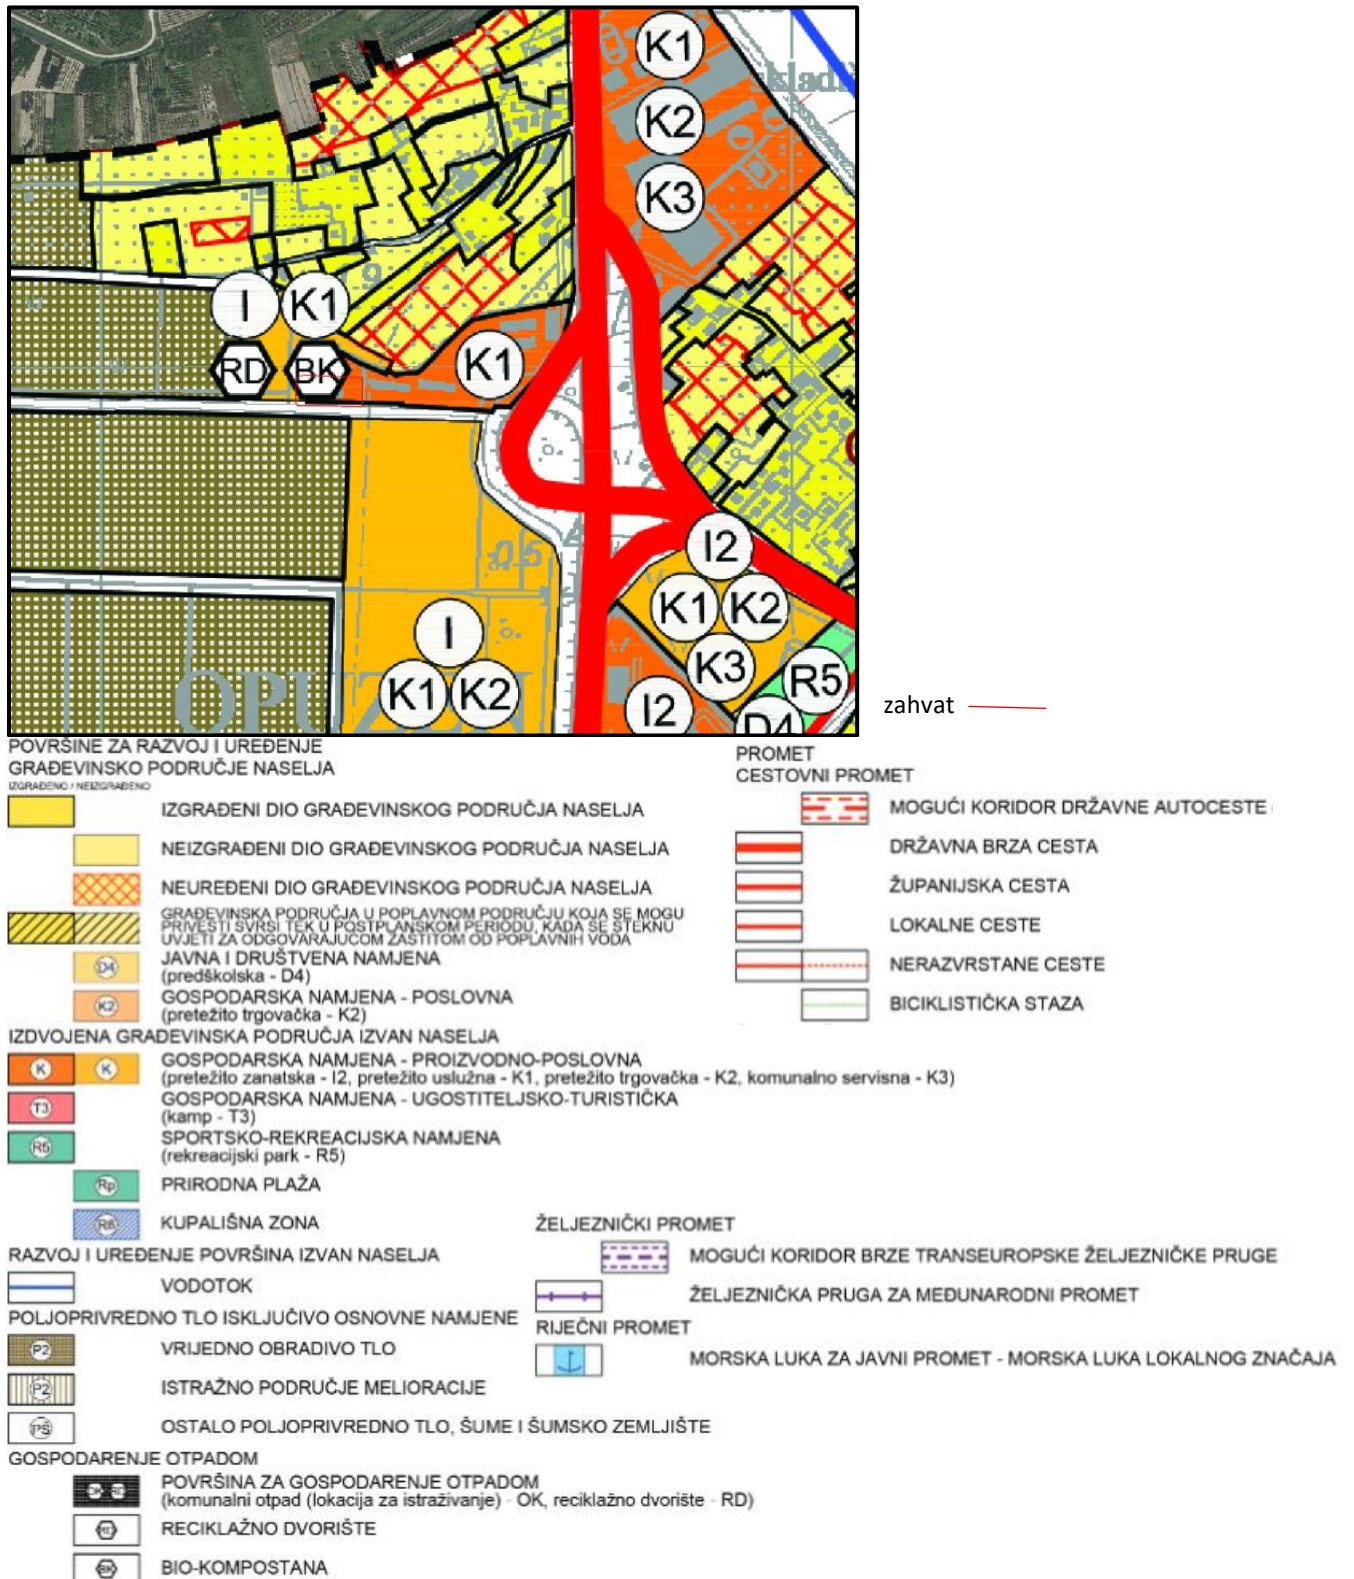 K1
K2
K3
I
K1
RD
BK
K1
I2
K1
K2
K3
I
K1
K2
I2
R5
D4
zahvat
POVRŠINE ZA RAZVOJ I UREĐENJE
GRAĐEVINSKO PODRUČJE NASELJA
IZGRAĐENO / NEIZGRAĐENO
IZGRAĐENI DIO GRAĐEVINSKOG PODRUČJA NASELJA
NEIZGRAĐENI DIO GRAĐEVINSKOG PODRUČJA NASELJA
NEUREĐENI DIO GRAĐEVINSKOG PODRUČJA NASELJA
GRAĐEVINSKA PODRUČJA U POPLAVNOM PODRUČJU KOJA SE MOGU
PRIVESTI SVRSI TEK U POSTPLANSKOM PERIODU, KADA SE STEKNU
UVJETI ZA ODGOVARAJUĆOM ZAŠTITOM OD POPLAVNIH VODA
D4
JAVNA I DRUŠTVENA NAMJENA
(predškolska - D4)
K2
GOSPODARSKA NAMJENA - POSLOVNA
(pretežito trgovačka - K2)
IZDVOJENA GRAĐEVINSKA PODRUČJA IZVAN NASELJA
K K
GOSPODARSKA NAMJENA - PROIZVODNO-POSLOVNA
(pretežito zanatska - I2, pretežito uslužna - K1, pretežito trgovačka - K2, komunalno servisna - K3)
T3
GOSPODARSKA NAMJENA - UGOSTITELJSKO-TURISTIČKA
(kamp - T3)
R5
SPORTSKO-REKREACIJSKA NAMJENA
(rekreacijski park - R5)
Rp
PRIRODNA PLAŽA
R6
KUPALIŠNA ZONA
RAZVOJ I UREĐENJE POVRŠINA IZVAN NASELJA
VODOTOK
POLJOPRIVREDNO TLO ISKLJUČIVO OSNOVNE NAMJENE
P2
VRIJEDNO OBRADIVO TLO
P2
ISTRAŽNO PODRUČJE MELIORACIJE
PŠ
OSTALO POLJOPRIVREDNO TLO, ŠUME I ŠUMSKO ZEMLJIŠTE
GOSPODARENJE OTPADOM
OK RD
POVRŠINA ZA GOSPODARENJE OTPADOM
(komunalni otpad (lokacija za istraživanje) - OK, reciklažno dvorište - RD)
RECIKLAŽNO DVORIŠTE
BK
BIO-KOMPOSTANA
PROMET
CESTOVNI PROMET
MOGUĆI KORIDOR DRŽAVNE AUTOCESTE
DRŽAVNA BRZA CESTA
ŽUPANIJSKA CESTA
LOKALNE CESTE
NERAZVRSTANE CESTE
BICIKLISTIČKA STAZA
ŽELJEZNIČKI PROMET
MOGUĆI KORIDOR BRZE TRANSEUROPSKE ŽELJEZNIČKE PRUGE
ŽELJEZNIČKA PRUGA ZA MEĐUNARODNI PROMET
RIJEČNI PROMET
MORSKA LUKA ZA JAVNI PROMET - MORSKA LUKA LOKALNOG ZNAČAJA